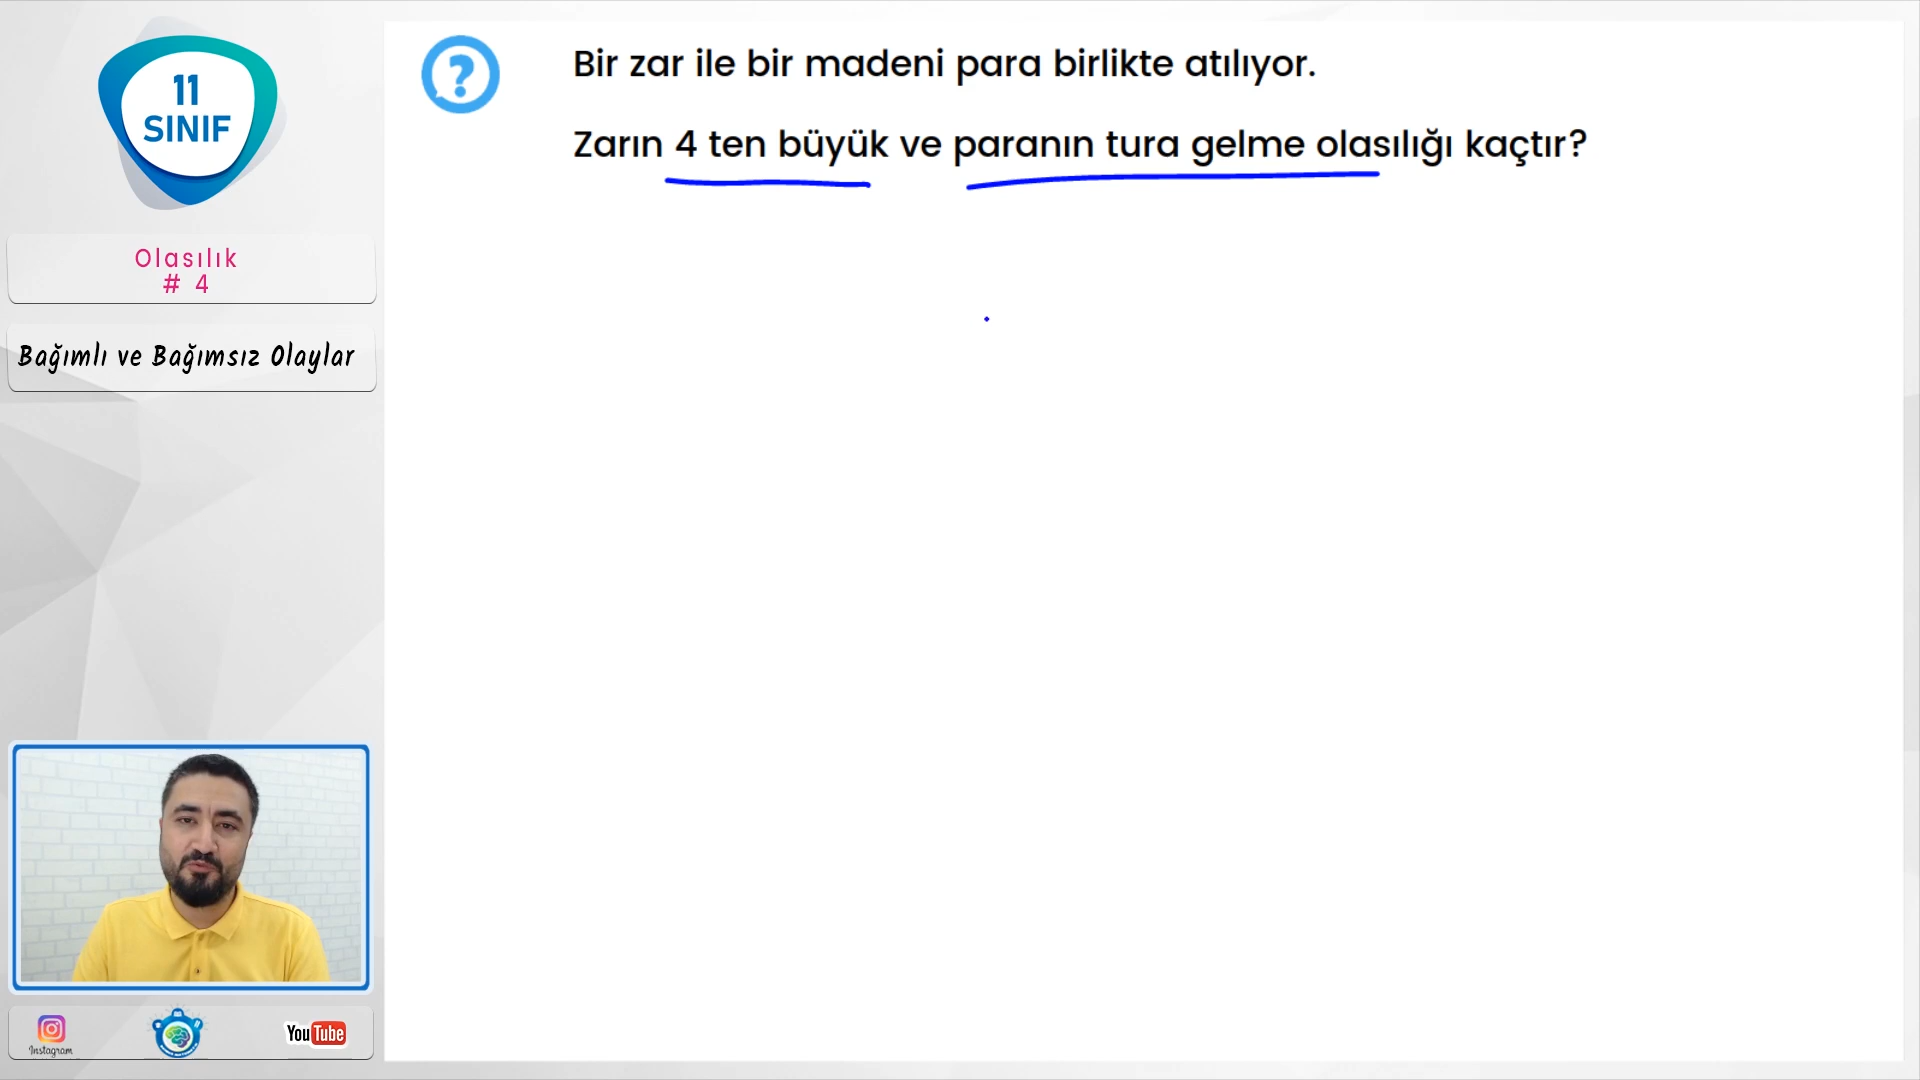 11
SINIF
Olasılık
# 4
Bağımlı ve Bağımsız Olaylar
Bir zar ile bir madeni para birlikte atılıyor.
Zarın 4 ten büyük ve paranın tura gelme olasılığı kaçtır?
Instagram
YouTube